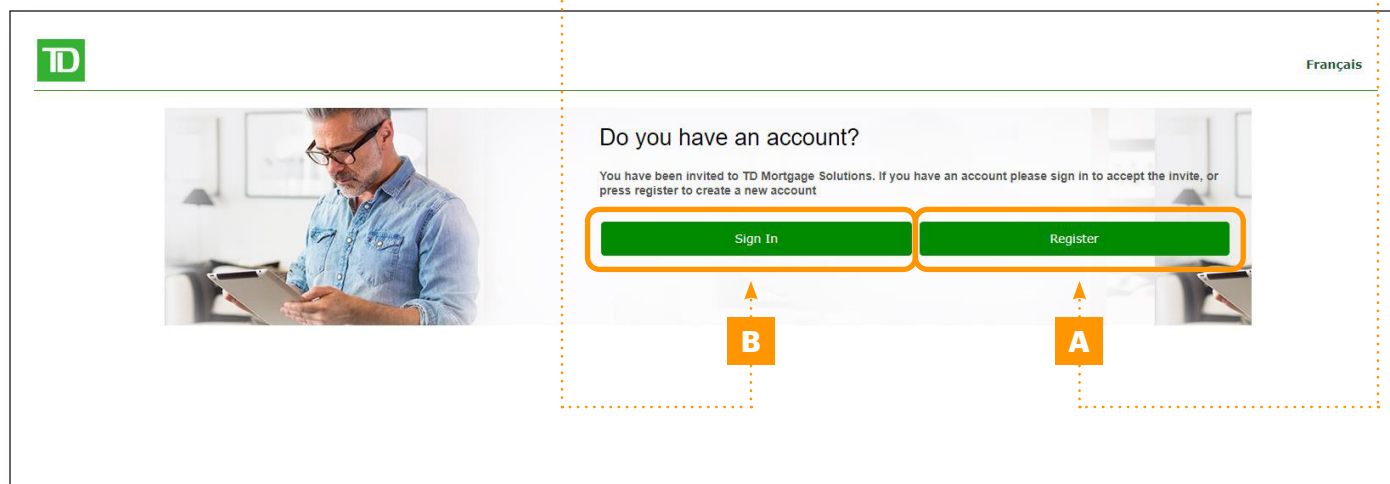 TD
Français
Do you have an account?
You have been invited to TD Mortgage Solutions. If you have an account please sign in to accept the invite, or
press register to create a new account
Sign In
Register
B
A